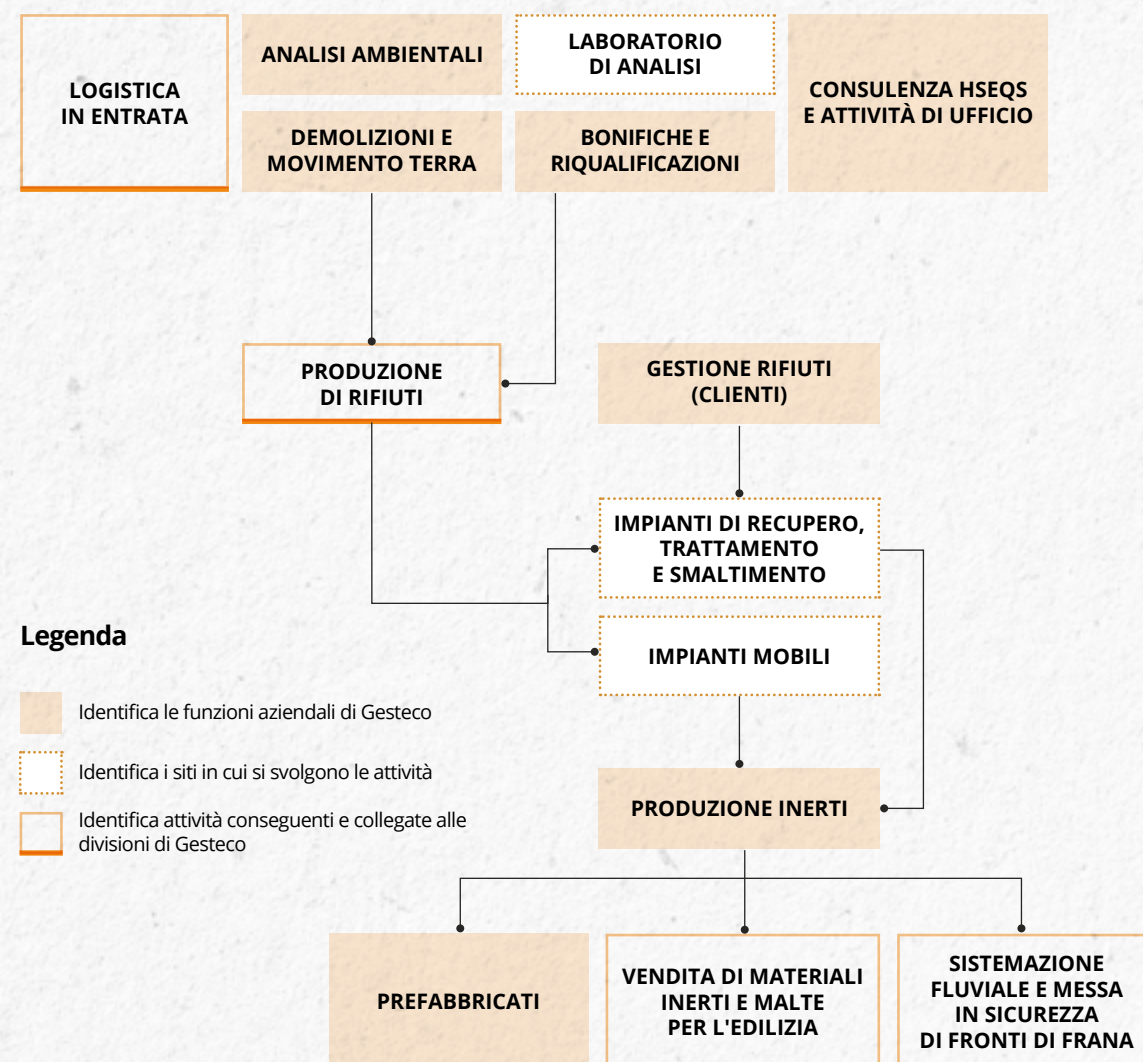 LOGISTICA
IN ENTRATA
ANALISI AMBIENTALI
LABORATORIO
DI ANALISI
CONSULENZA HSEQS
E ATTIVITÀ DI UFFICIO
DEMOLIZIONI E
MOVIMENTO TERRA
BONIFICHE E
RIQUALIFICAZIONI
PRODUZIONE
DI RIFIUTI
GESTIONE RIFIUTI
(CLIENTI)
IMPIANTI DI RECUPERO,
TRATTAMENTO
E SMALTIMENTO
IMPIANTI MOBILI
Legenda
Identifica le funzioni aziendali di Gesteco
Identifica i siti in cui si svolgono le attività
Identifica attività conseguenti e collegate alle
divisioni di Gesteco
PRODUZIONE INERTI
PREFABBRICATI
VENDITA DI MATERIALI
INERTI E MALTE
PER L'EDILIZIA
SISTEMAZIONE
FLUVIALE E MESSA
IN SICUREZZA
DI FRONTI DI FRANA